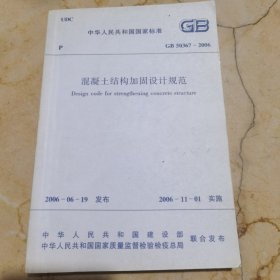 UDC
中华人民共和国国家标准
GB
P
GB 50367－2006
混凝土结构加固设计规范
Design code for strengthening concrete structure
2006－06－19 发布
2006－11－01 实施
中华人民共和国建设部
中华人民共和国国家质量监督检验检疫总局
联合发布